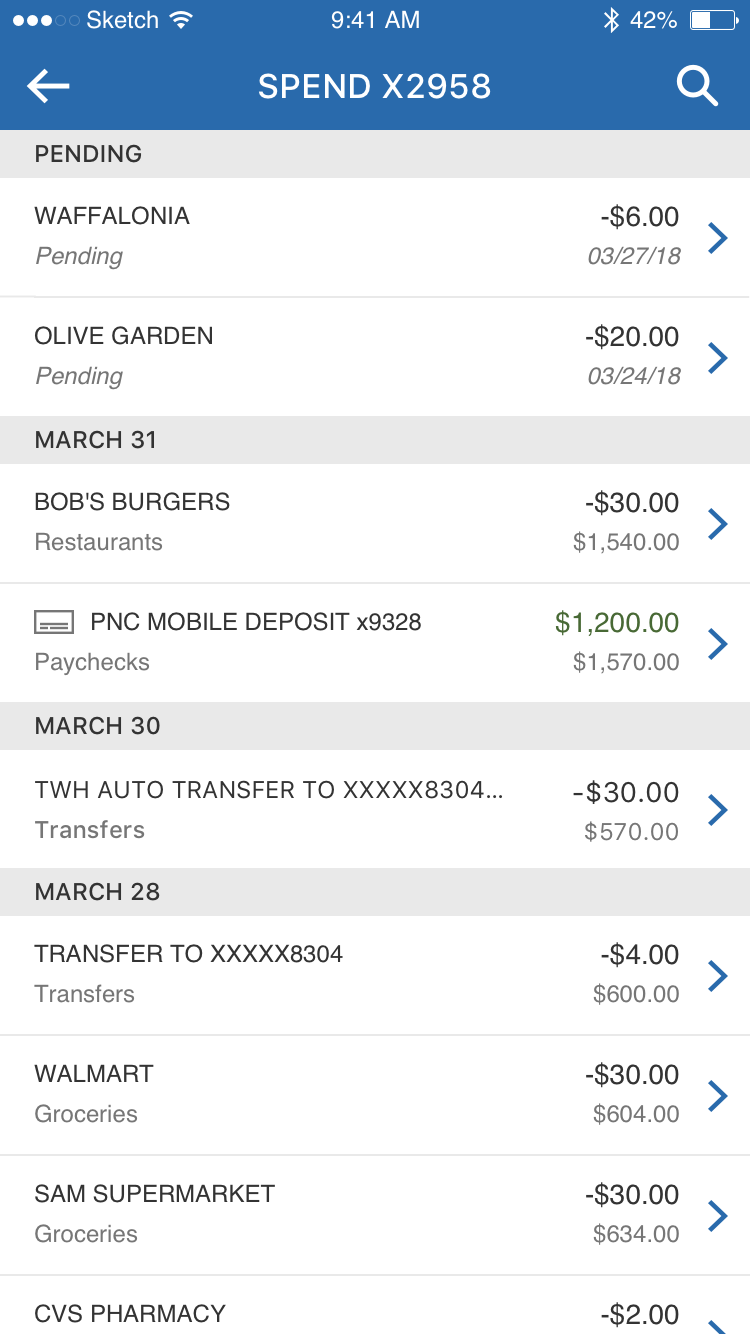 Sketch 9:41 AM 42%
SPEND X2958
PENDING
WAFFALONIA -$6.00
Pending 03/27/18
OLIVE GARDEN -$20.00
Pending 03/24/18
MARCH 31
BOB'S BURGERS -$30.00
Restaurants $1,540.00
PNC MOBILE DEPOSIT x9328 $1,200.00
Paychecks $1,570.00
MARCH 30
TWH AUTO TRANSFER TO XXXXX8304... -$30.00
Transfers $570.00
MARCH 28
TRANSFER TO XXXXX8304 -$4.00
Transfers $600.00
WALMART -$30.00
Groceries $604.00
SAM SUPERMARKET -$30.00
Groceries $634.00
CVS PHARMACY -$2.00